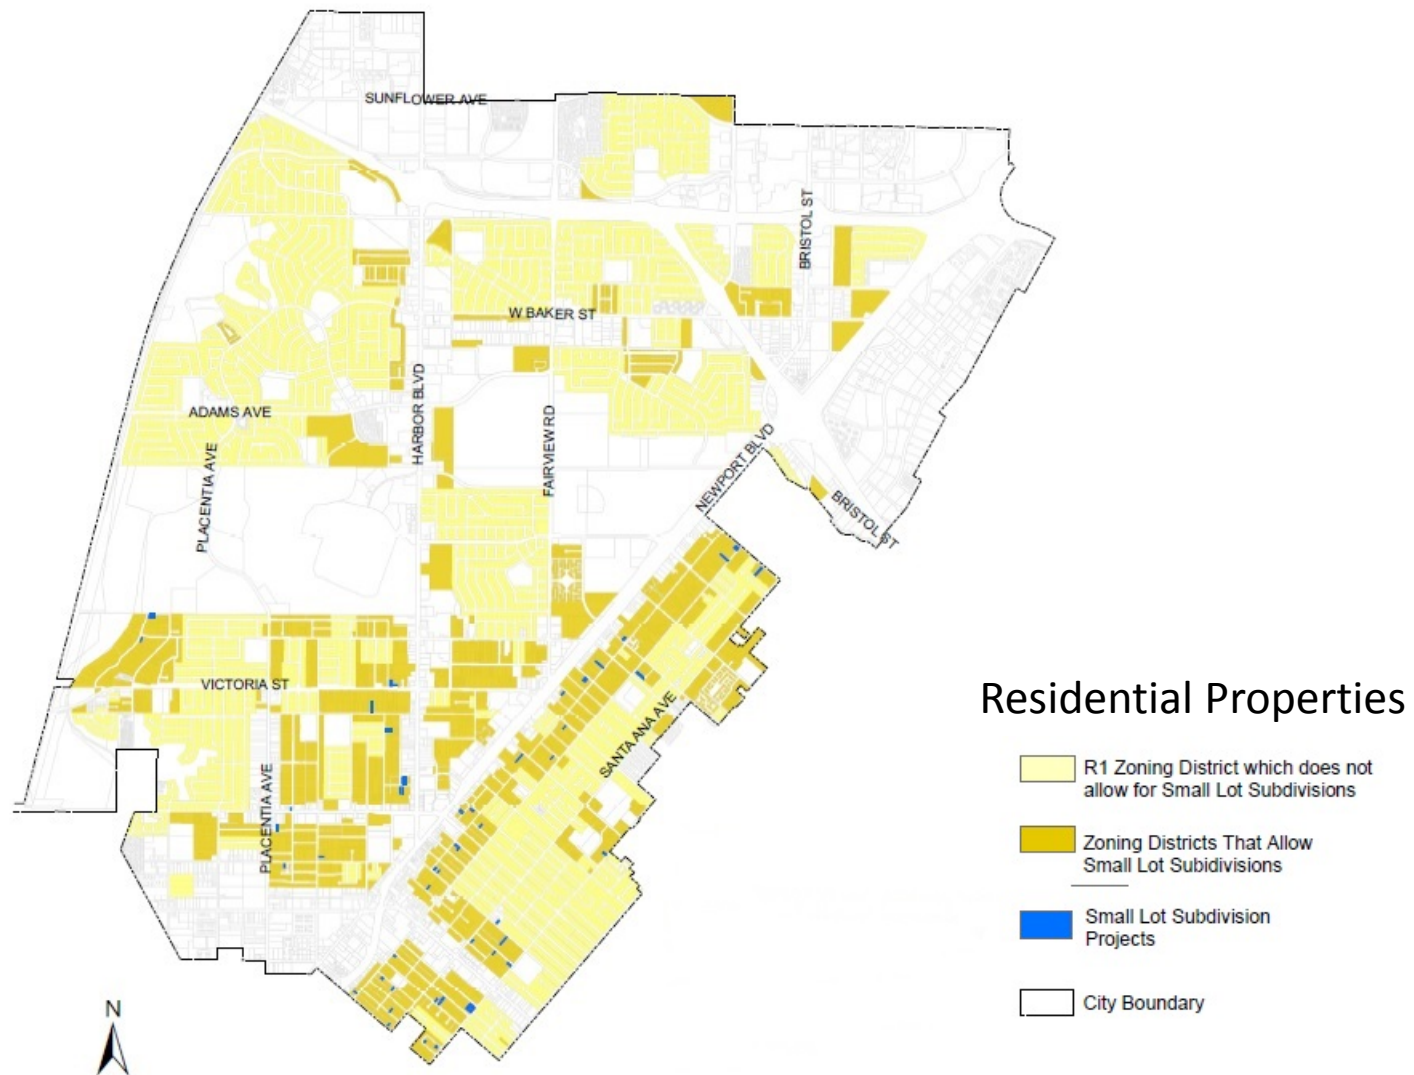 SUNFLOWER AVE
BRISTOL ST
W BAKER ST
HARBOR BLVD
ADAMS AVE
FAIRVIEW RD
NEWPORT BLVD
PLACENTIA AVE
BRISTOL ST
VICTORIA ST
SANTA ANA AVE
PLACENTIA AVE
Residential Properties
R1 Zoning District which does not
allow for Small Lot Subdivisions
Zoning Districts That Allow
Small Lot Subidivisions
Small Lot Subdivision
Projects
City Boundary
N